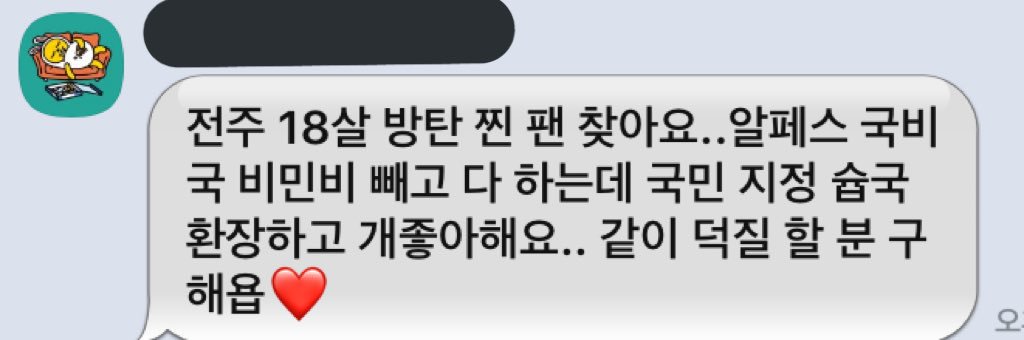 전주 18살 방탄 찐 팬 찾아요..알페스 국비
국 비민비 빼고 다 하는데 국민 지정 슙국
환장하고 개좋아해요.. 같이 덕질 할 분 구
해욥❤️